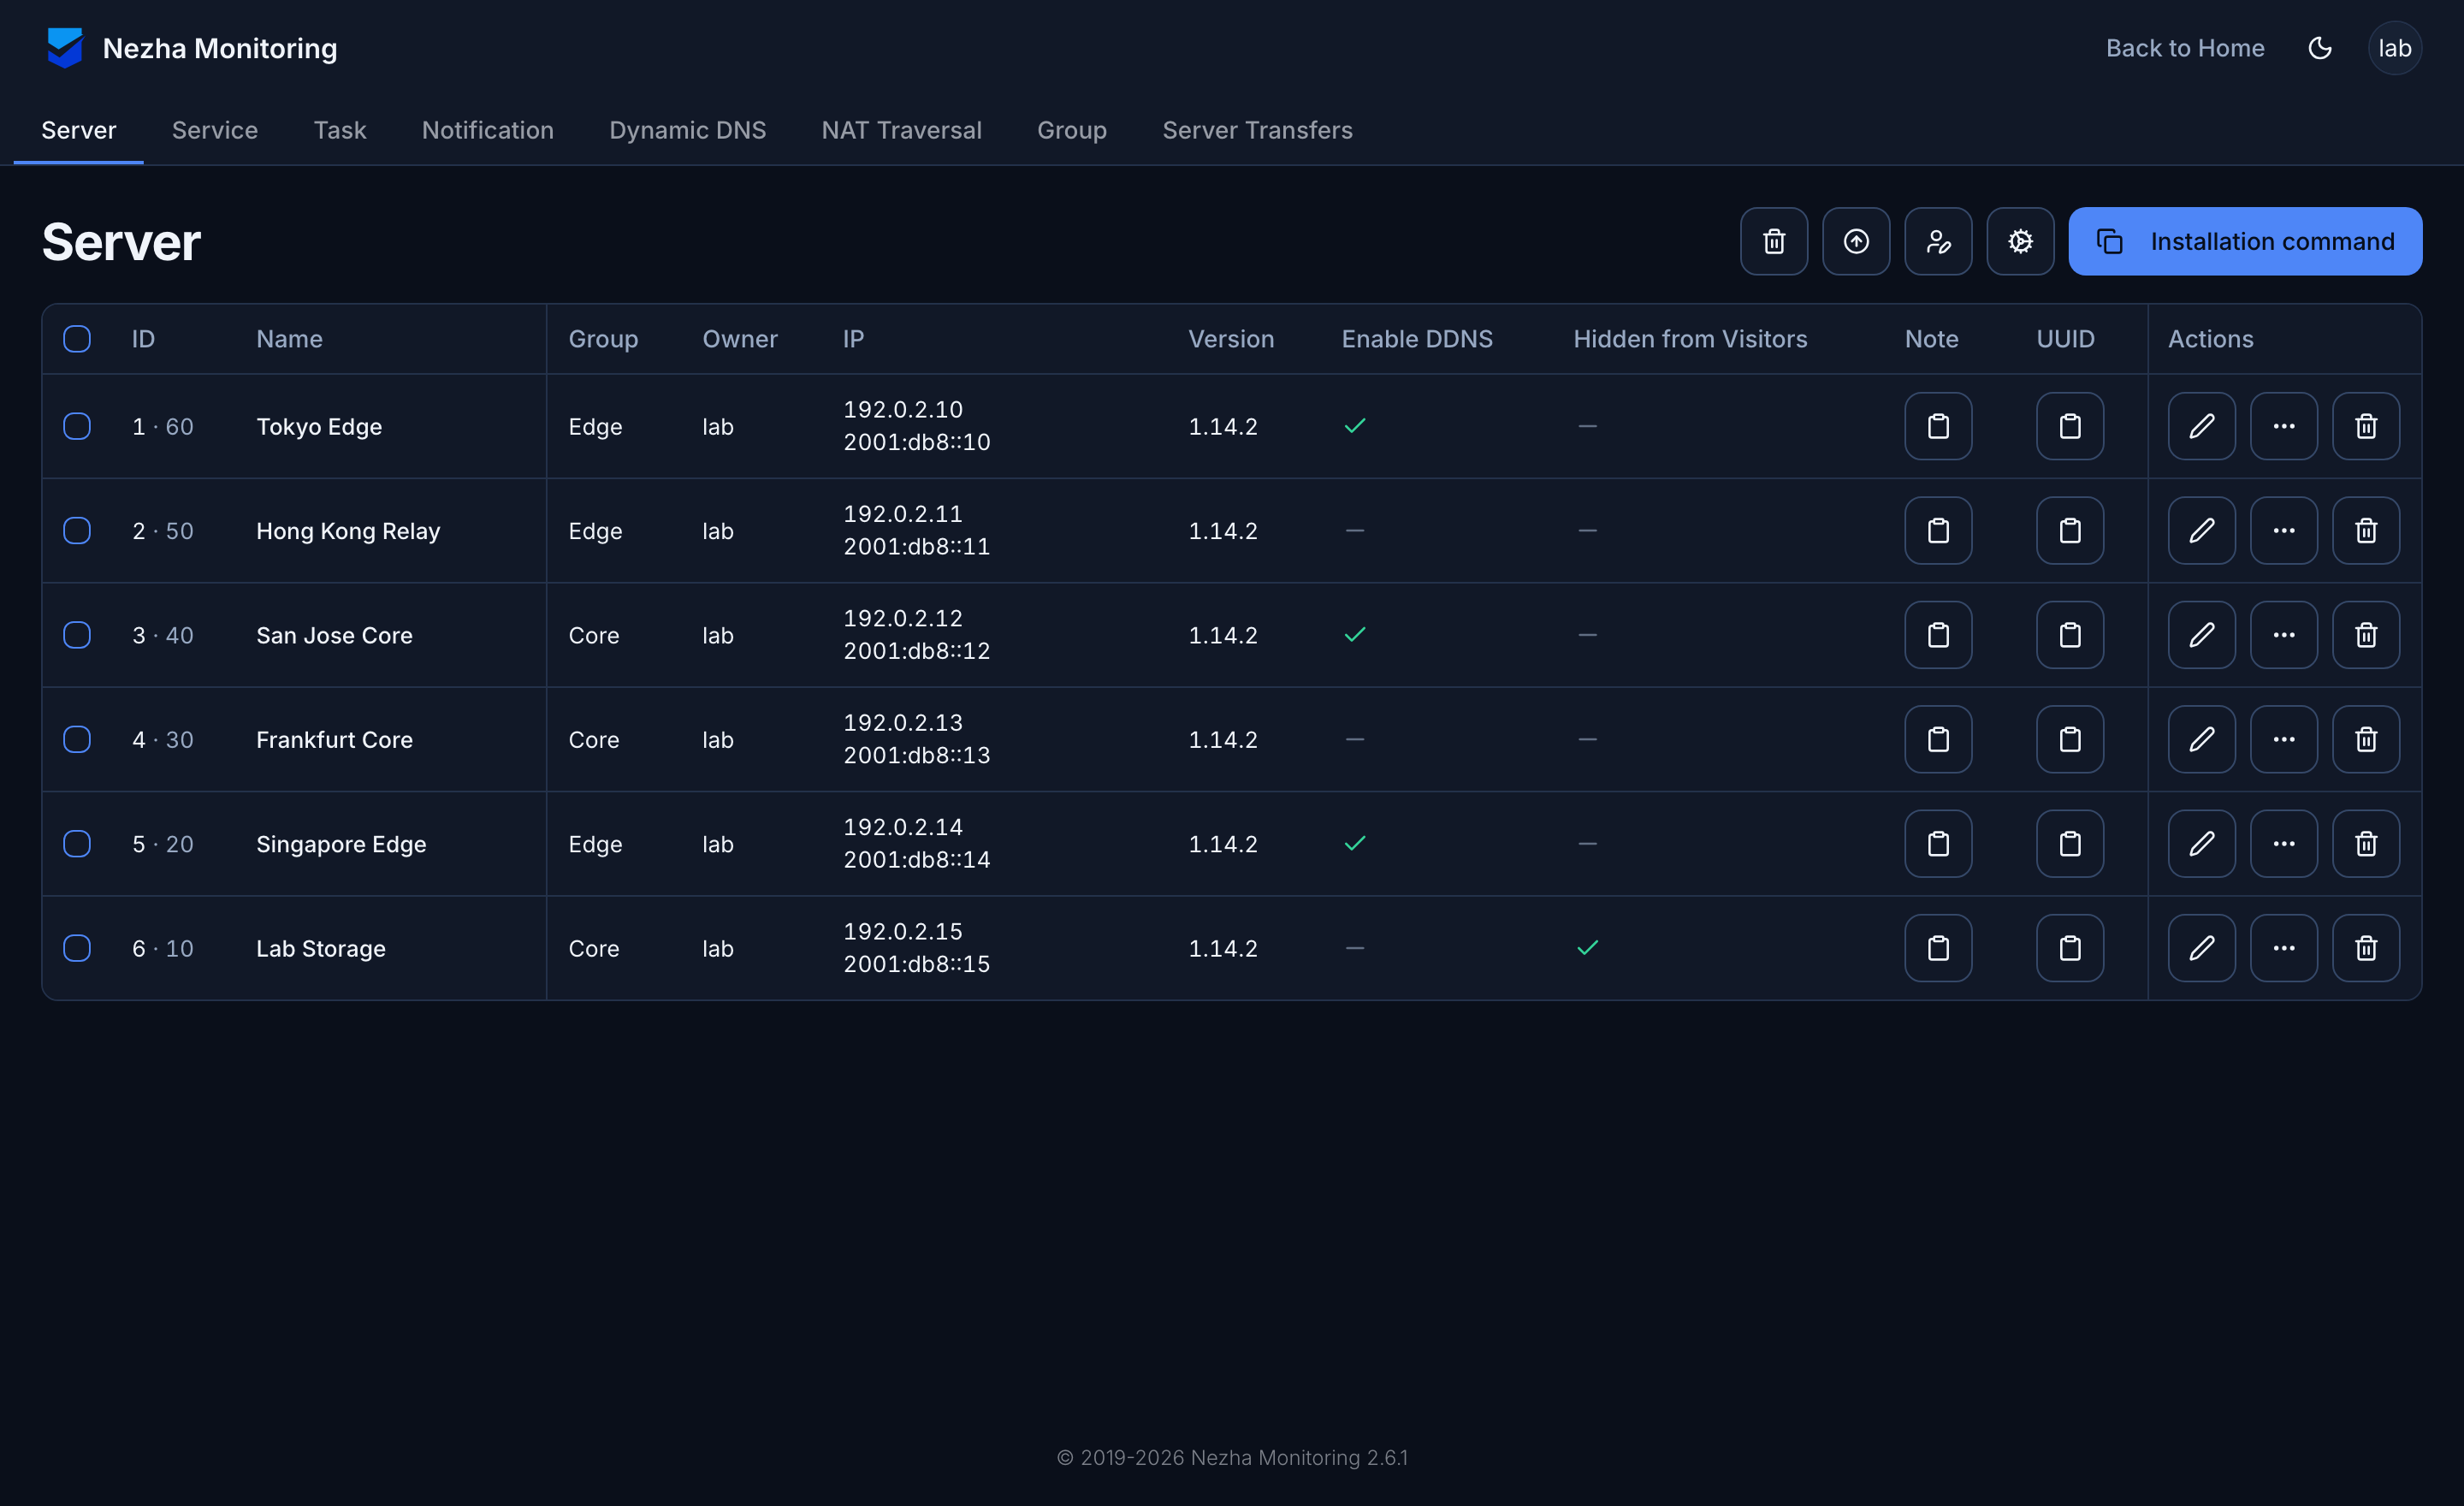 Nezha Monitoring
Back to Home
lab
Server Service Task Notification Dynamic DNS NAT Traversal Group Server Transfers
Server
Installation command
ID Name Group Owner IP Version Enable DDNS Hidden from Visitors Note UUID Actions
1 · 60 Tokyo Edge Edge lab 192.0.2.10 1.14.2
2001:db8::10
2 · 50 Hong Kong Relay Edge lab 192.0.2.11 1.14.2
2001:db8::11
3 · 40 San Jose Core Core lab 192.0.2.12 1.14.2
2001:db8::12
4 · 30 Frankfurt Core Core lab 192.0.2.13 1.14.2
2001:db8::13
5 · 20 Singapore Edge Edge lab 192.0.2.14 1.14.2
2001:db8::14
6 · 10 Lab Storage Core lab 192.0.2.15 1.14.2
2001:db8::15
© 2019-2026 Nezha Monitoring 2.6.1